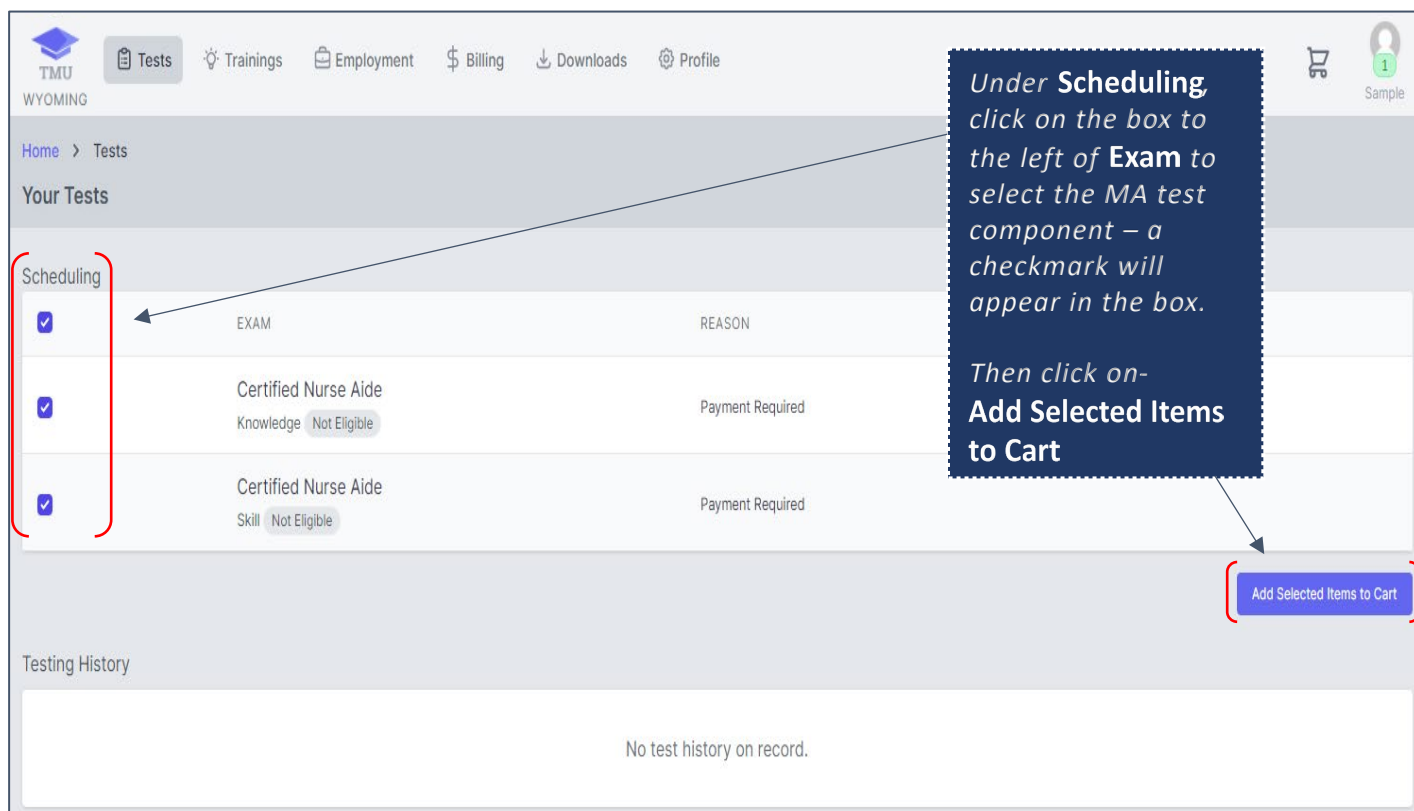 TMU
WYOMING
Tests
Trainings
Employment
$ Billing
Downloads
Profile
1
Sample
Home > Tests
Your Tests
Under Scheduling,
click on the box to
the left of Exam to
select the MA test
component – a
checkmark will
appear in the box.
Then click on-
Add Selected Items
to Cart
Scheduling
EXAM
REASON
Certified Nurse Aide
Knowledge Not Eligible
Payment Required
Certified Nurse Aide
Skill Not Eligible
Payment Required
Add Selected Items to Cart
Testing History
No test history on record.